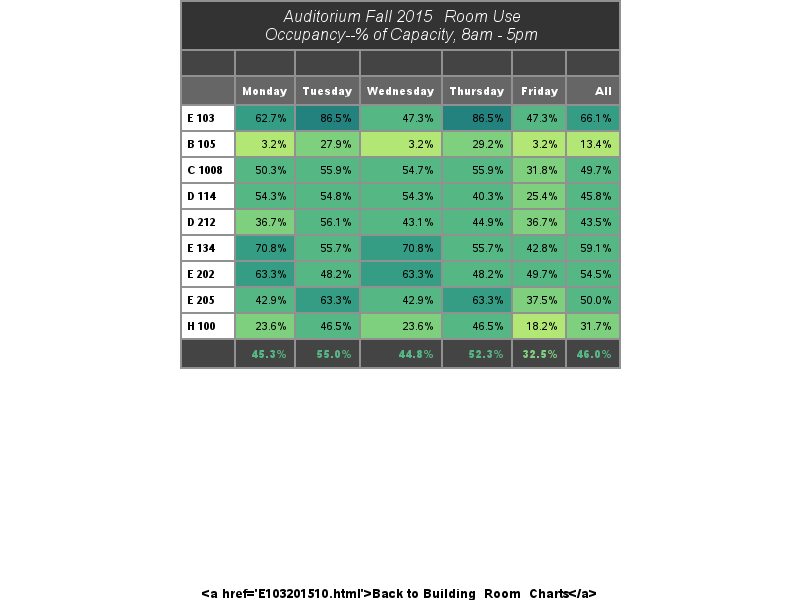 Auditorium Fall 2015 Room Use
Occupancy--% of Capacity, 8am - 5pm
Monday Tuesday Wednesday Thursday Friday All
E 103 62.7% 86.5% 47.3% 86.5% 47.3% 66.1%
B 105 3.2% 27.9% 3.2% 29.2% 3.2% 13.4%
C 1008 50.3% 55.9% 54.7% 55.9% 31.8% 49.7%
D 114 54.3% 54.8% 54.3% 40.3% 25.4% 45.8%
D 212 36.7% 56.1% 43.1% 44.9% 36.7% 43.5%
E 134 70.8% 55.7% 70.8% 55.7% 42.8% 59.1%
E 202 63.3% 48.2% 63.3% 48.2% 49.7% 54.5%
E 205 42.9% 63.3% 42.9% 63.3% 37.5% 50.0%
H 100 23.6% 46.5% 23.6% 46.5% 18.2% 31.7%
45.3% 55.0% 44.8% 52.3% 32.5% 46.0%
<a href='E103201510.html'>Back to Building Room Charts</a>